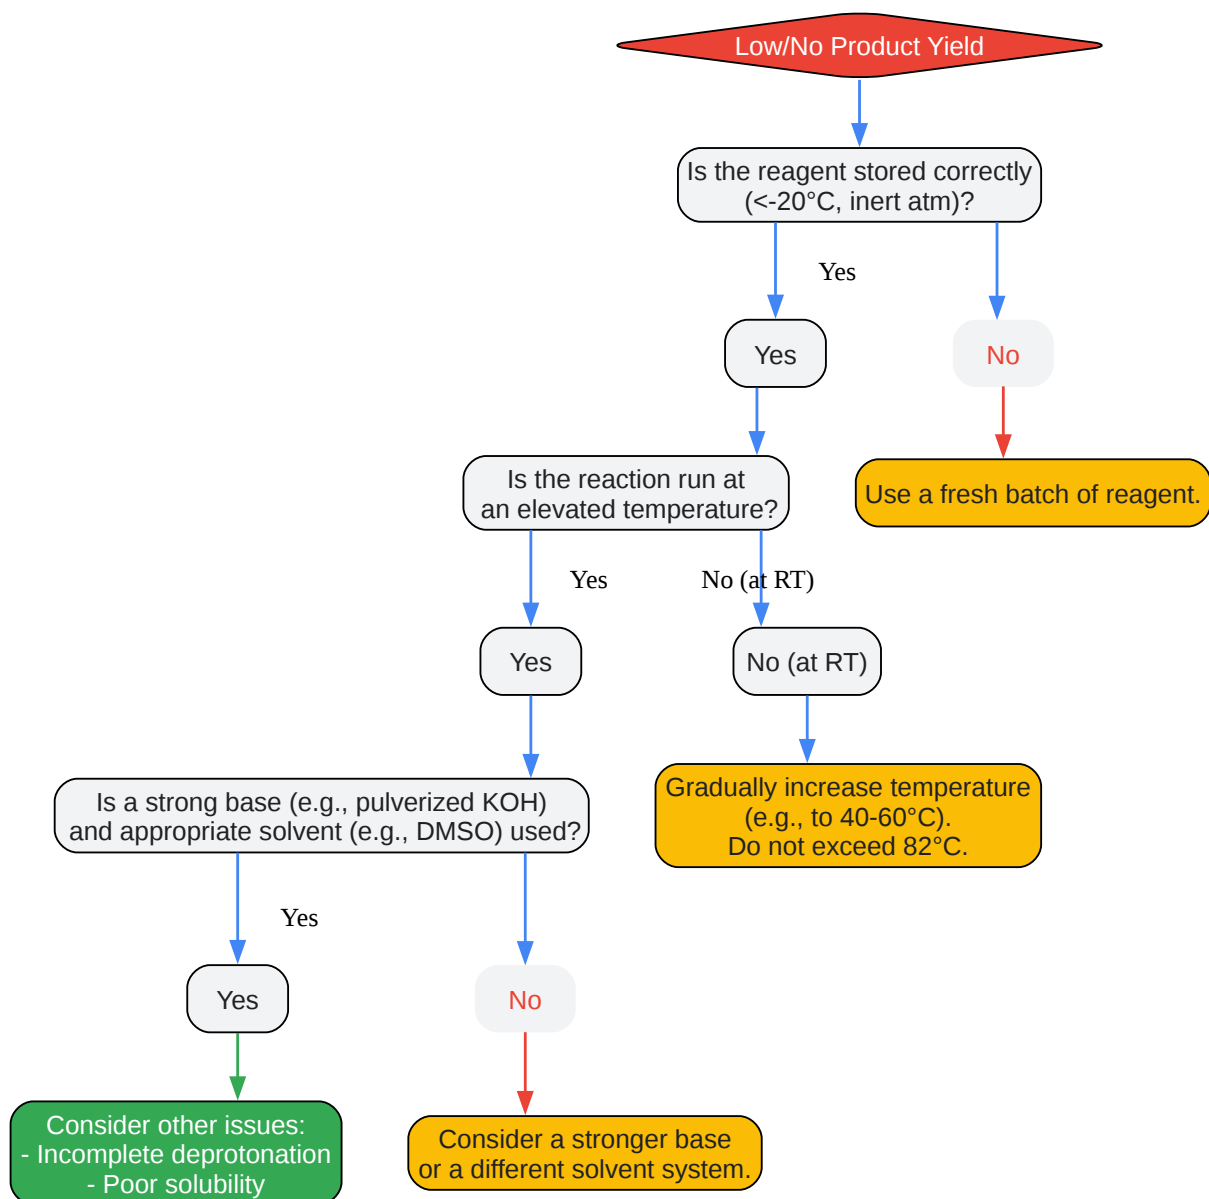 Low/No Product Yield
Is the reagent stored correctly
(<-20°C, inert atm)?
Yes
Yes
No
Is the reaction run at
an elevated temperature?
Use a fresh batch of reagent.
Yes
No (at RT)
Yes
No (at RT)
Is a strong base (e.g., pulverized KOH)
and appropriate solvent (e.g., DMSO) used?
Gradually increase temperature
(e.g., to 40-60°C).
Do not exceed 82°C.
Yes
Yes
No
Consider other issues:
- Incomplete deprotonation
- Poor solubility
Consider a stronger base
or a different solvent system.